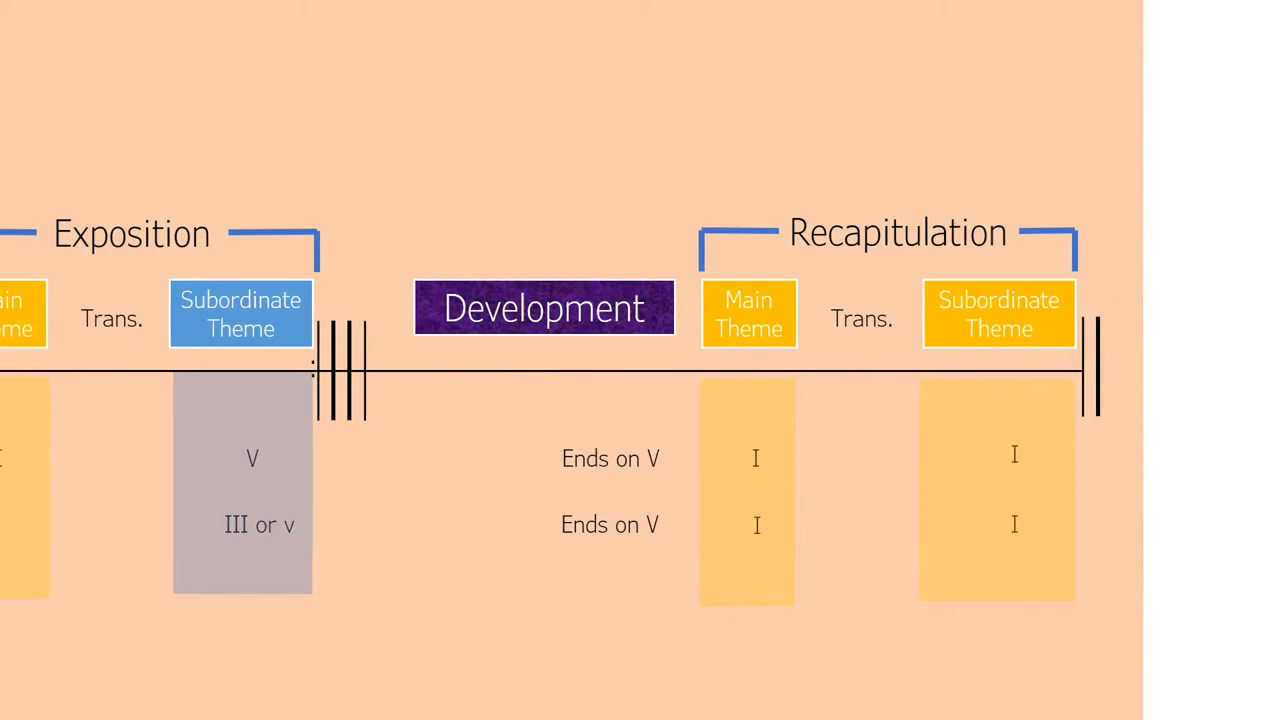 Exposition
Recapitulation
Trans.
Subordinate
Theme
Development
Main
Theme
Trans.
Subordinate
Theme
V
Ends on V
I
I
III or v
Ends on V
I
I